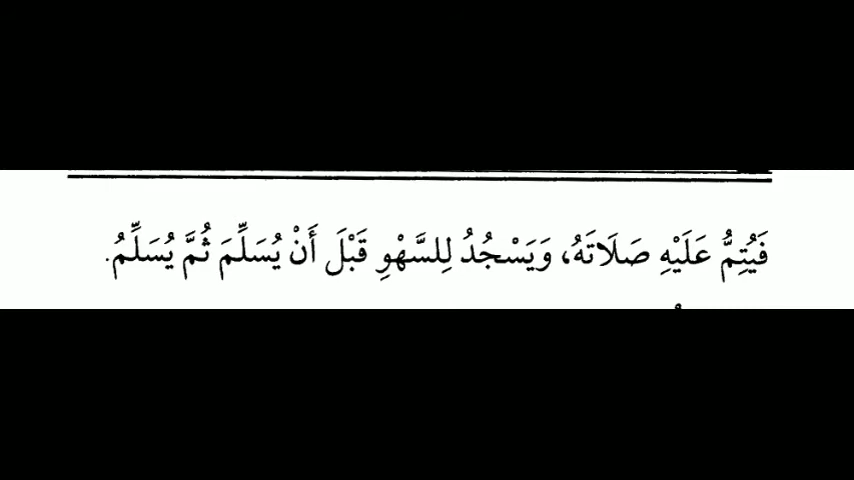 فَيُتِمُّ عَلَيْهِ صَلَاتَهُ، وَيَسْجُدُ لِلسَّهْوِ قَبْلَ أَنْ يُسَلِّمَ ثُمَّ يُسَلِّمُ.